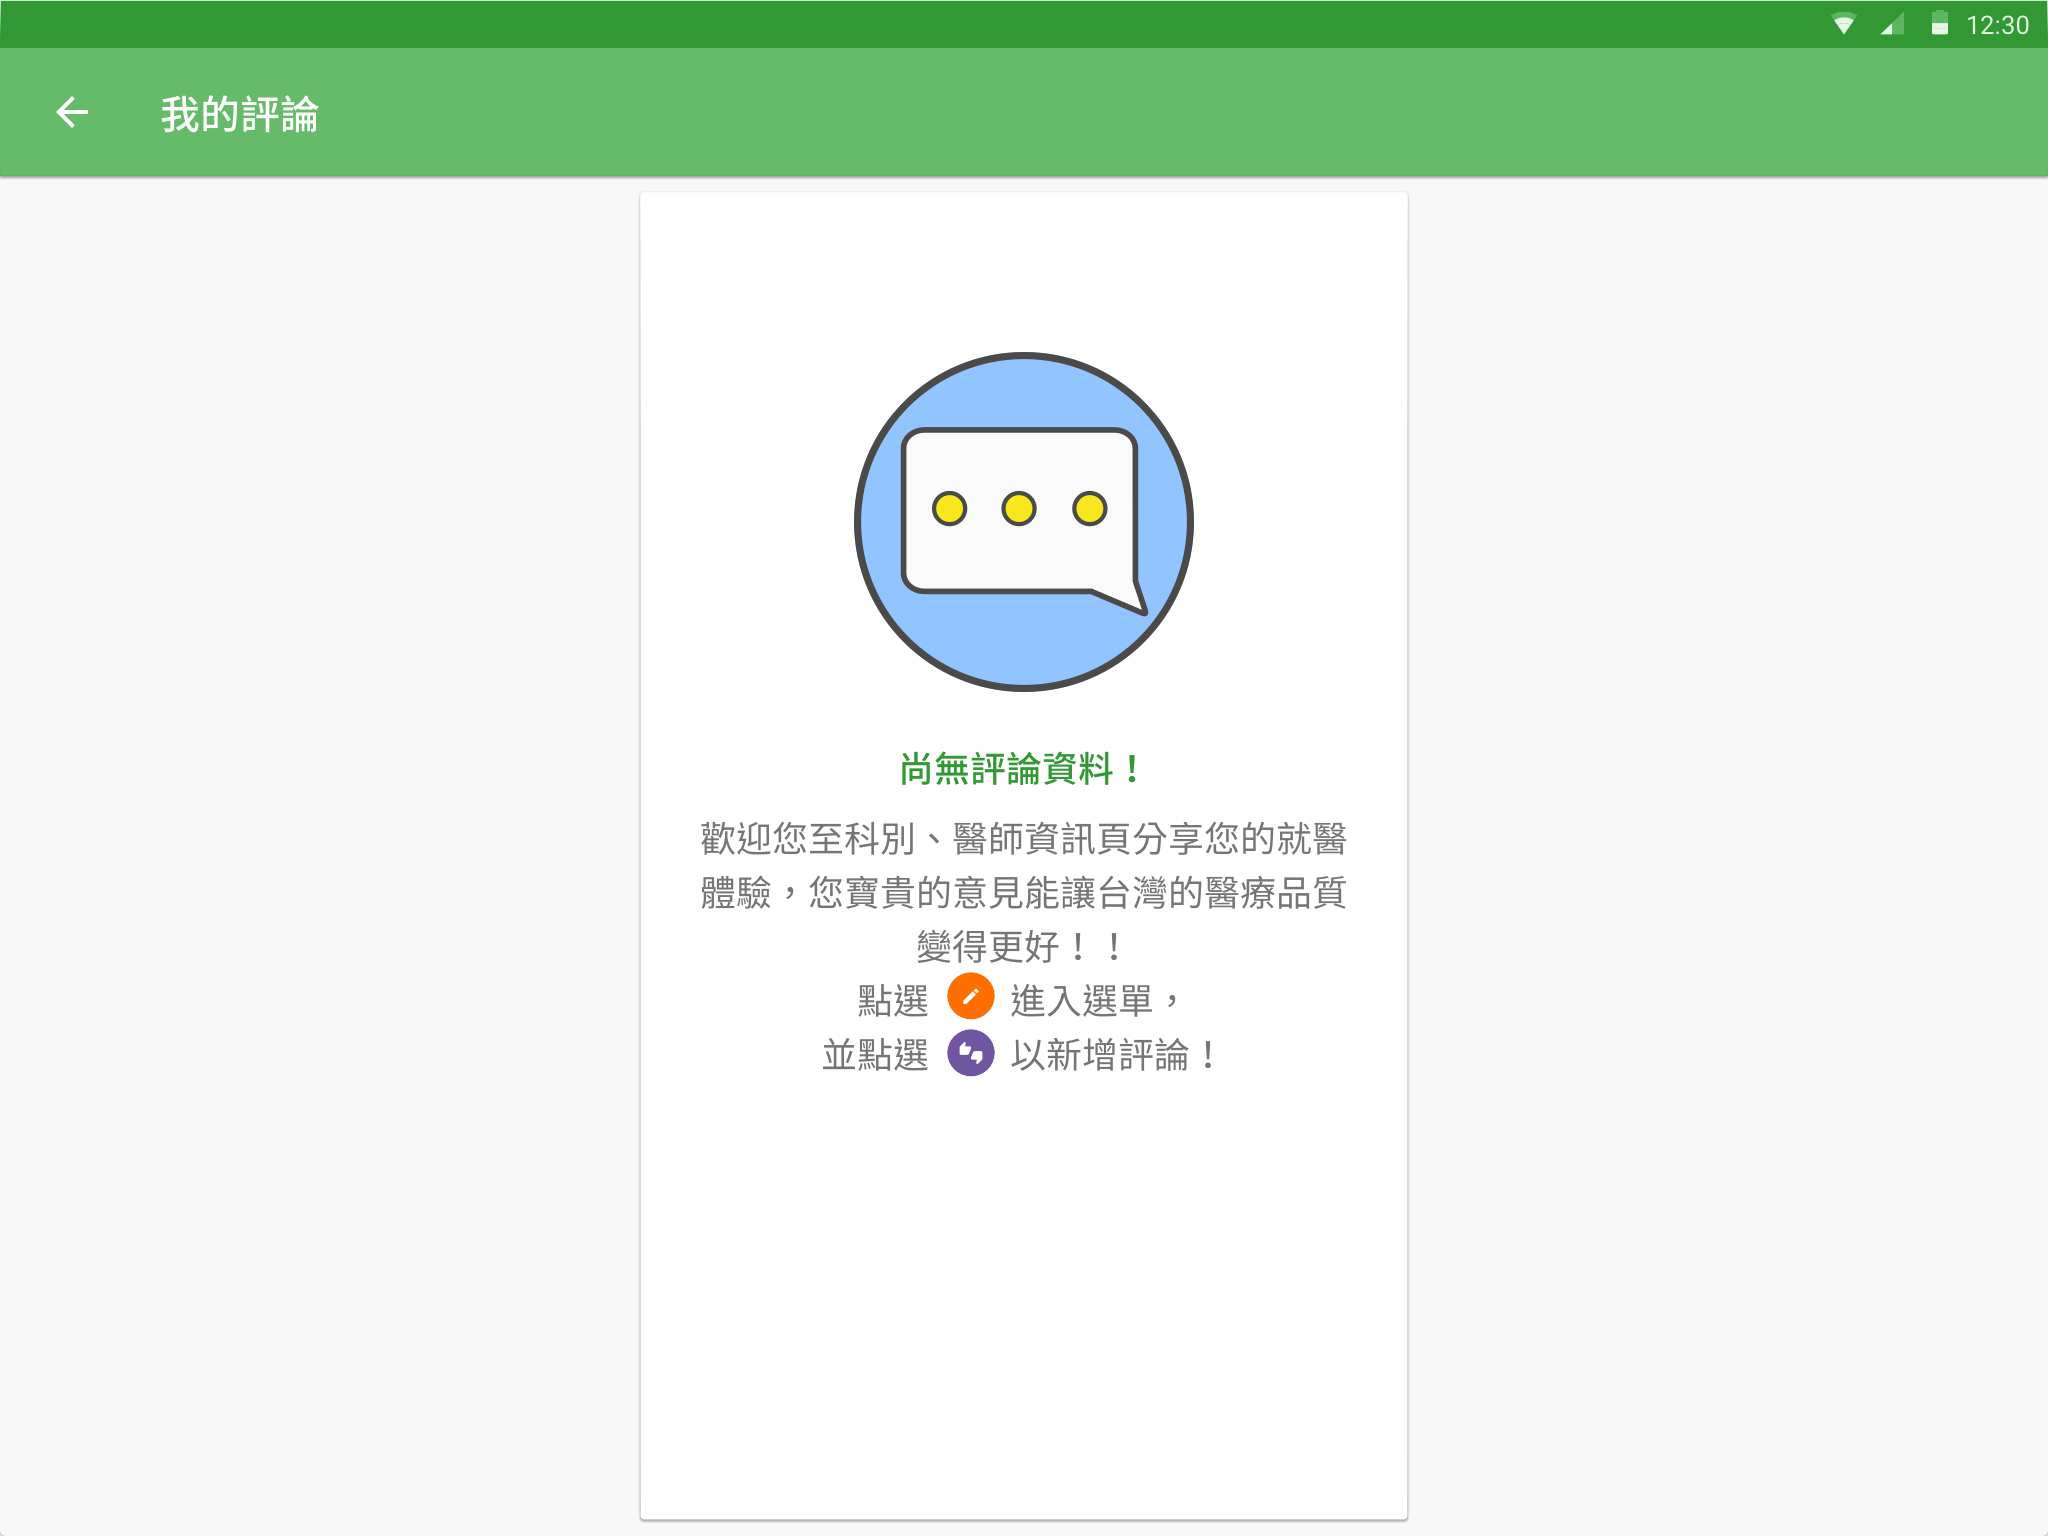 12:30
我的評論
尚無評論資料！
歡迎您至科別、醫師資訊頁分享您的就醫
體驗，您寶貴的意見能讓台灣的醫療品質
變得更好！！
點選 進入選單，
並點選 以新增評論！